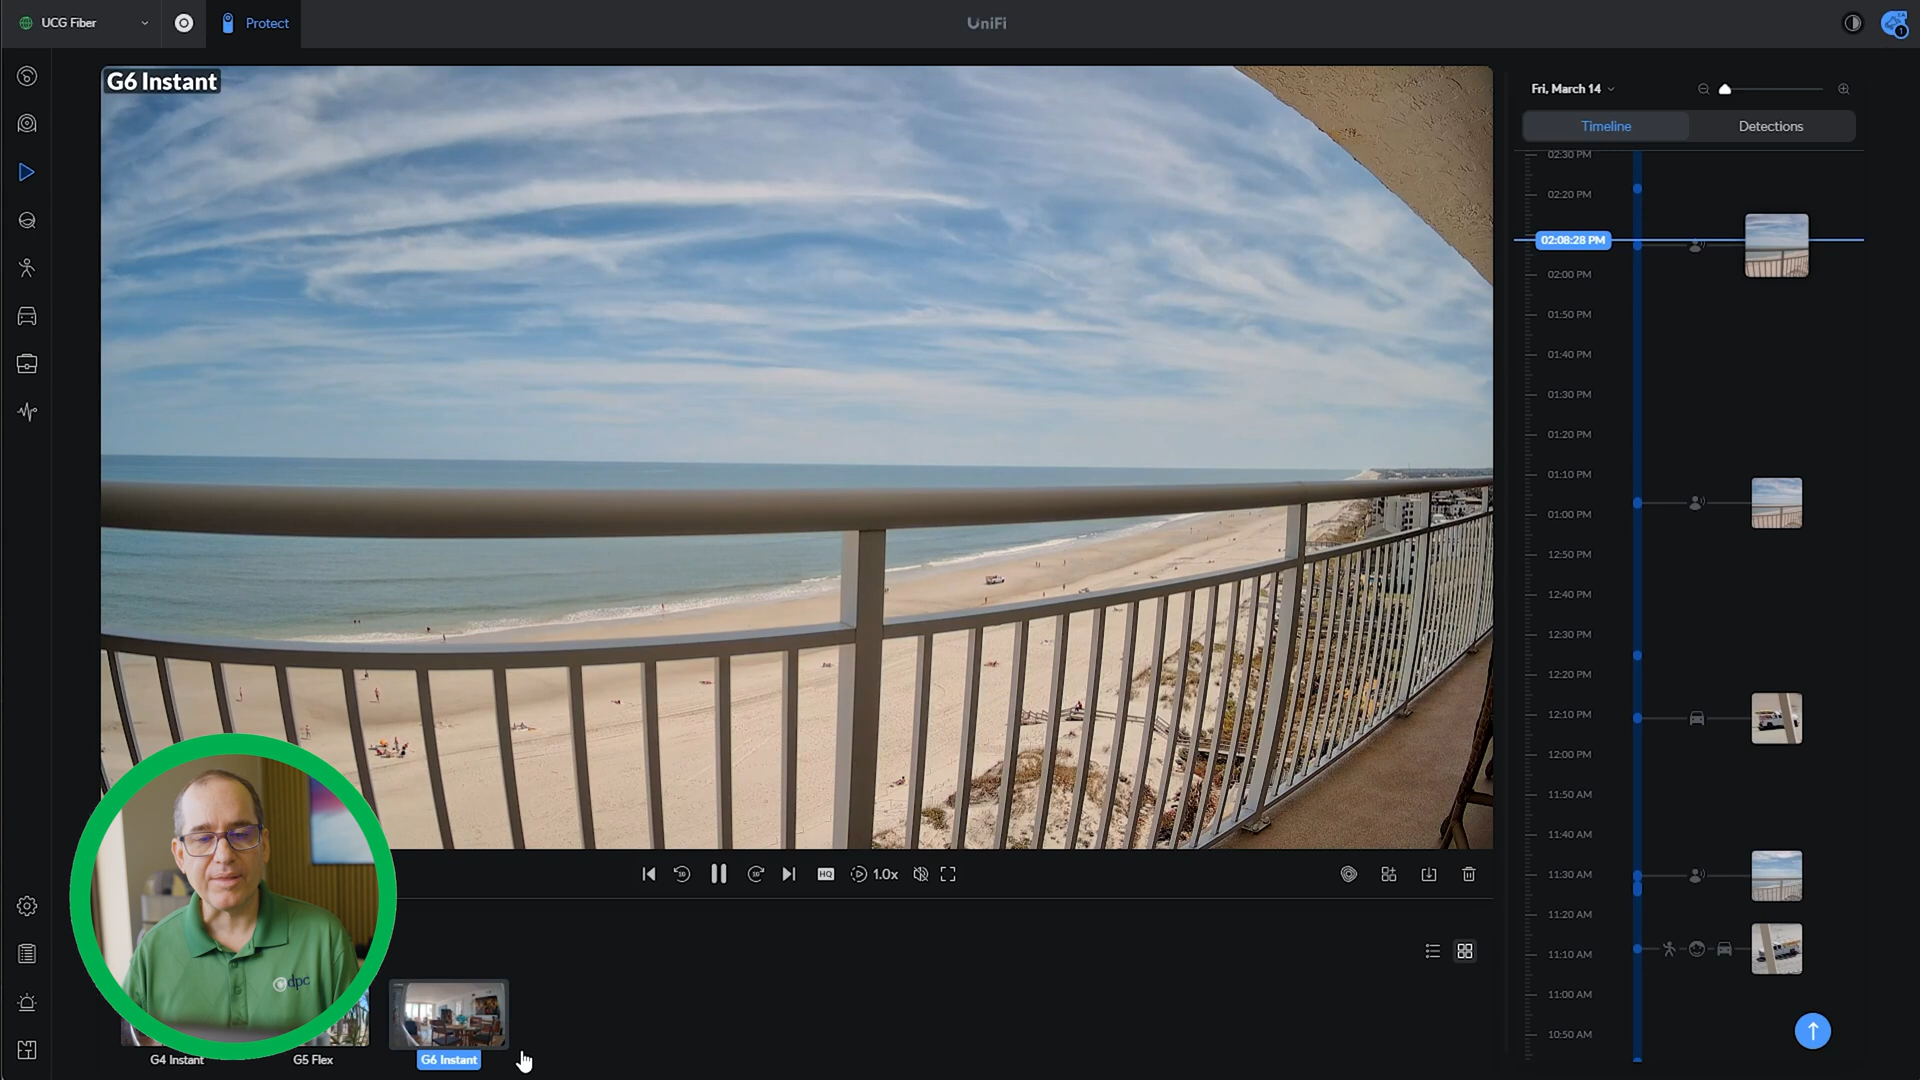 UCG Fiber
Protect
UniFi
1
G6 Instant
Fri, March 14
Timeline
Detections
02:30 PM
02:20 PM
02:08:28 PM
02:00 PM
01:50 PM
01:40 PM
01:30 PM
01:20 PM
01:10 PM
01:00 PM
12:50 PM
12:40 PM
12:30 PM
12:20 PM
12:10 PM
12:00 PM
11:50 AM
11:40 AM
11:30 AM
11:20 AM
11:10 AM
11:00 AM
10:50 AM
HQ
1.0x
dpc
G4 Instant
G5 Flex
G6 Instant